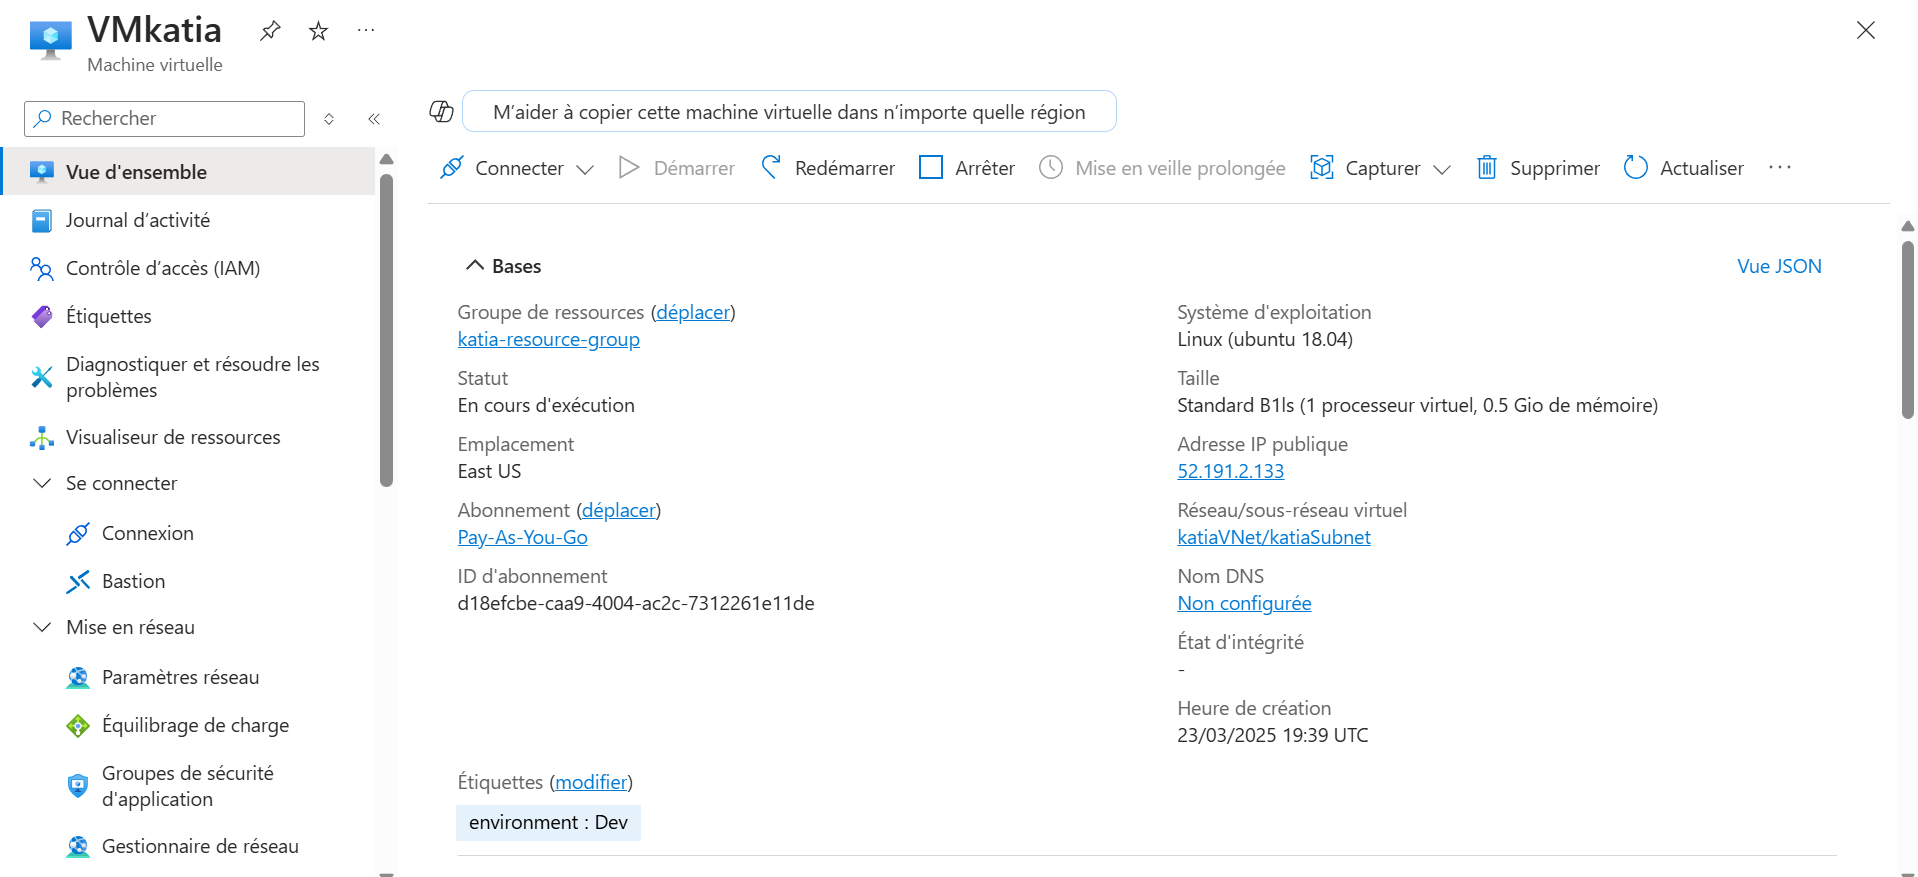 VMkatia
Machine virtuelle
Rechercher
Vue d'ensemble
Journal d’activité
Contrôle d’accès (IAM)
Étiquettes
Diagnostiquer et résoudre les
problèmes
Visualiseur de ressources
Se connecter
Connexion
Bastion
Mise en réseau
Paramètres réseau
Équilibrage de charge
Groupes de sécurité
d'application
Gestionnaire de réseau
M’aider à copier cette machine virtuelle dans n’importe quelle région
Connecter Démarrer Redémarrer Arrêter Mise en veille prolongée Capturer Supprimer Actualiser
Bases
Vue JSON
Groupe de ressources (déplacer)
katia-resource-group
Statut
En cours d'exécution
Emplacement
East US
Abonnement (déplacer)
Pay-As-You-Go
ID d'abonnement
d18efcbe-caa9-4004-ac2c-7312261e11de
Système d'exploitation
Linux (ubuntu 18.04)
Taille
Standard B1ls (1 processeur virtuel, 0.5 Gio de mémoire)
Adresse IP publique
52.191.2.133
Réseau/sous-réseau virtuel
katiaVNet/katiaSubnet
Nom DNS
Non configurée
État d'intégrité
-
Heure de création
23/03/2025 19:39 UTC
Étiquettes (modifier)
environment : Dev